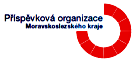 Příspěvková organizace
Moravskoslezského kraje